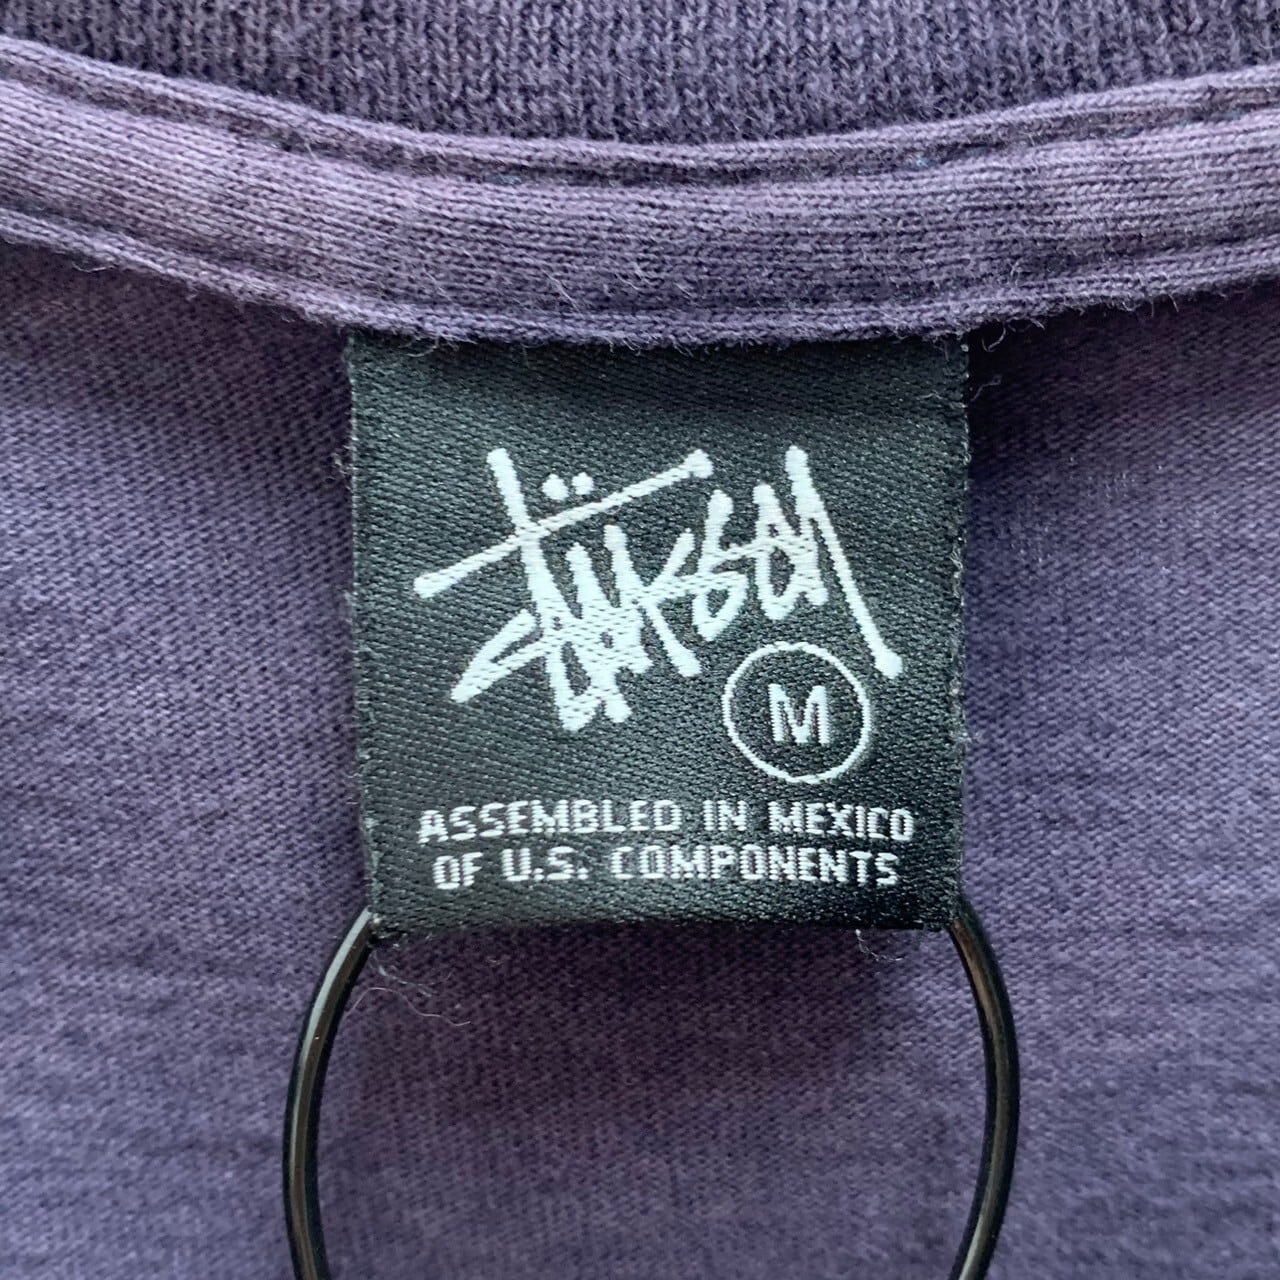 Stüssy
M
ASSEMBLED IN MEXICO
OF U.S. COMPONENTS